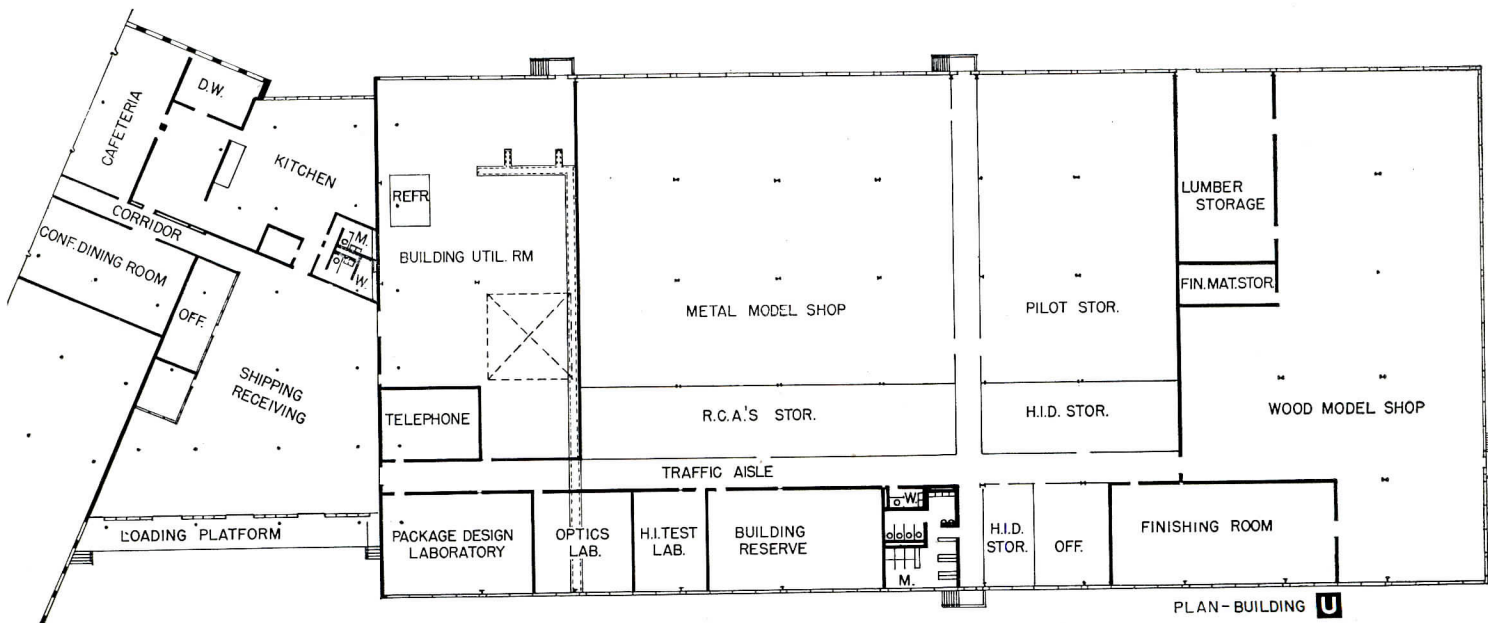 D.W.
CAFETERIA
KITCHEN
CORRIDOR
CONF. DINING ROOM
M.
W.
OFF.
SHIPPING
RECEIVING
LOADING PLATFORM
REFR
BUILDING UTIL. RM
TELEPHONE
METAL MODEL SHOP
R.C.A.'S STOR.
PILOT STOR.
H.I.D. STOR.
LUMBER
STORAGE
FIN. MAT. STOR.
WOOD MODEL SHOP
TRAFFIC AISLE
PACKAGE DESIGN
LABORATORY
OPTICS
LAB.
H.I. TEST
LAB.
BUILDING
RESERVE
W.
M.
H.I.D.
STOR.
OFF.
FINISHING ROOM
PLAN-BUILDING U